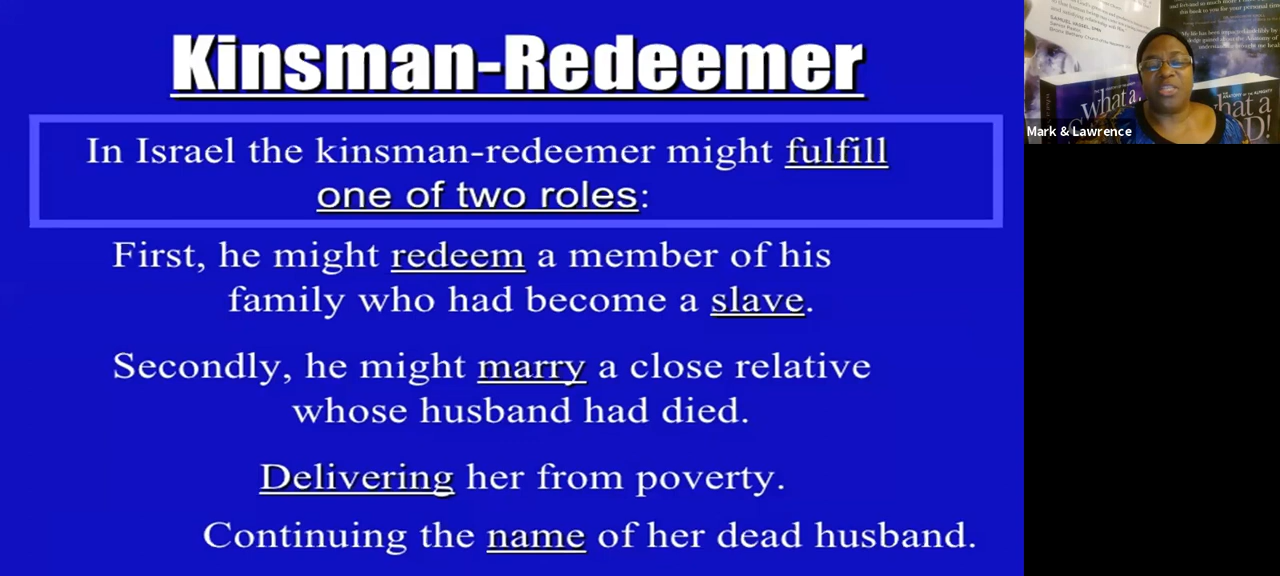 Kinsman-Redeemer
In Israel the kinsman-redeemer might fulfill
one of two roles:
First, he might redeem a member of his
family who had become a slave.
Secondly, he might marry a close relative
whose husband had died.
Delivering her from poverty.
Continuing the name of her dead husband.
Mark & Lawrence
what a
hat a
D!